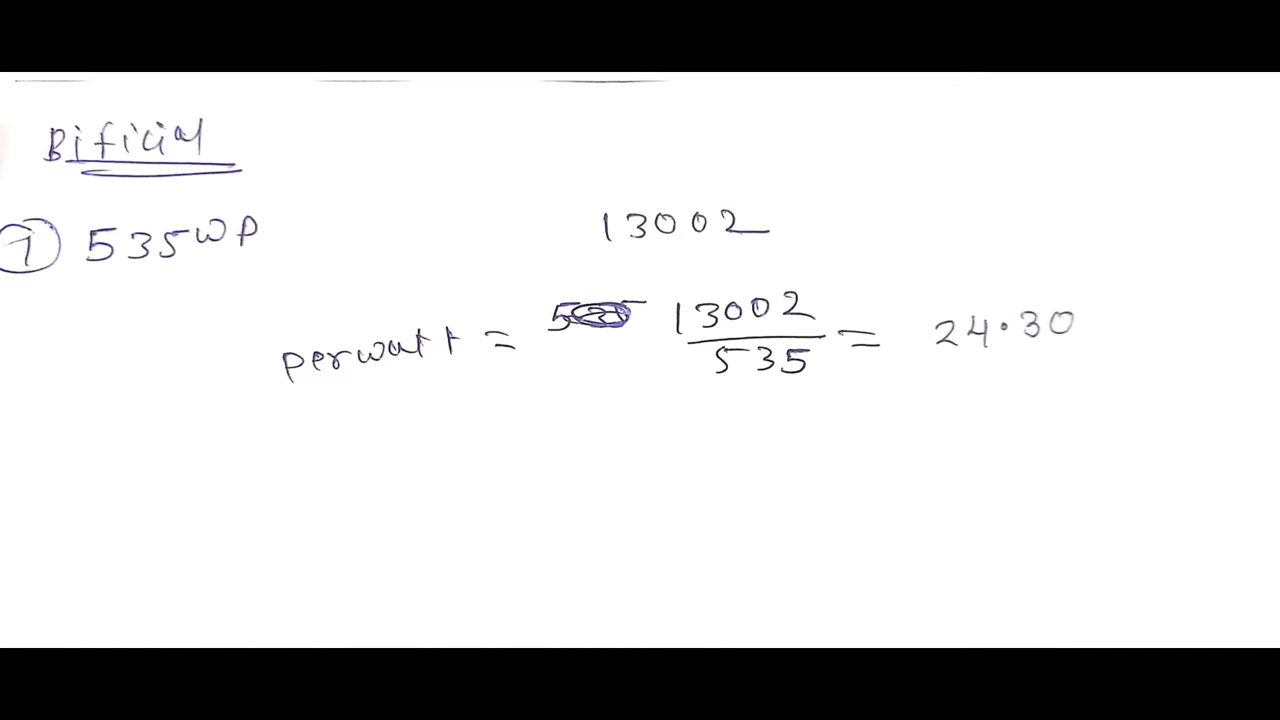 Bificial
1 535WP 13002
perwatt = 13002/535 = 24.30